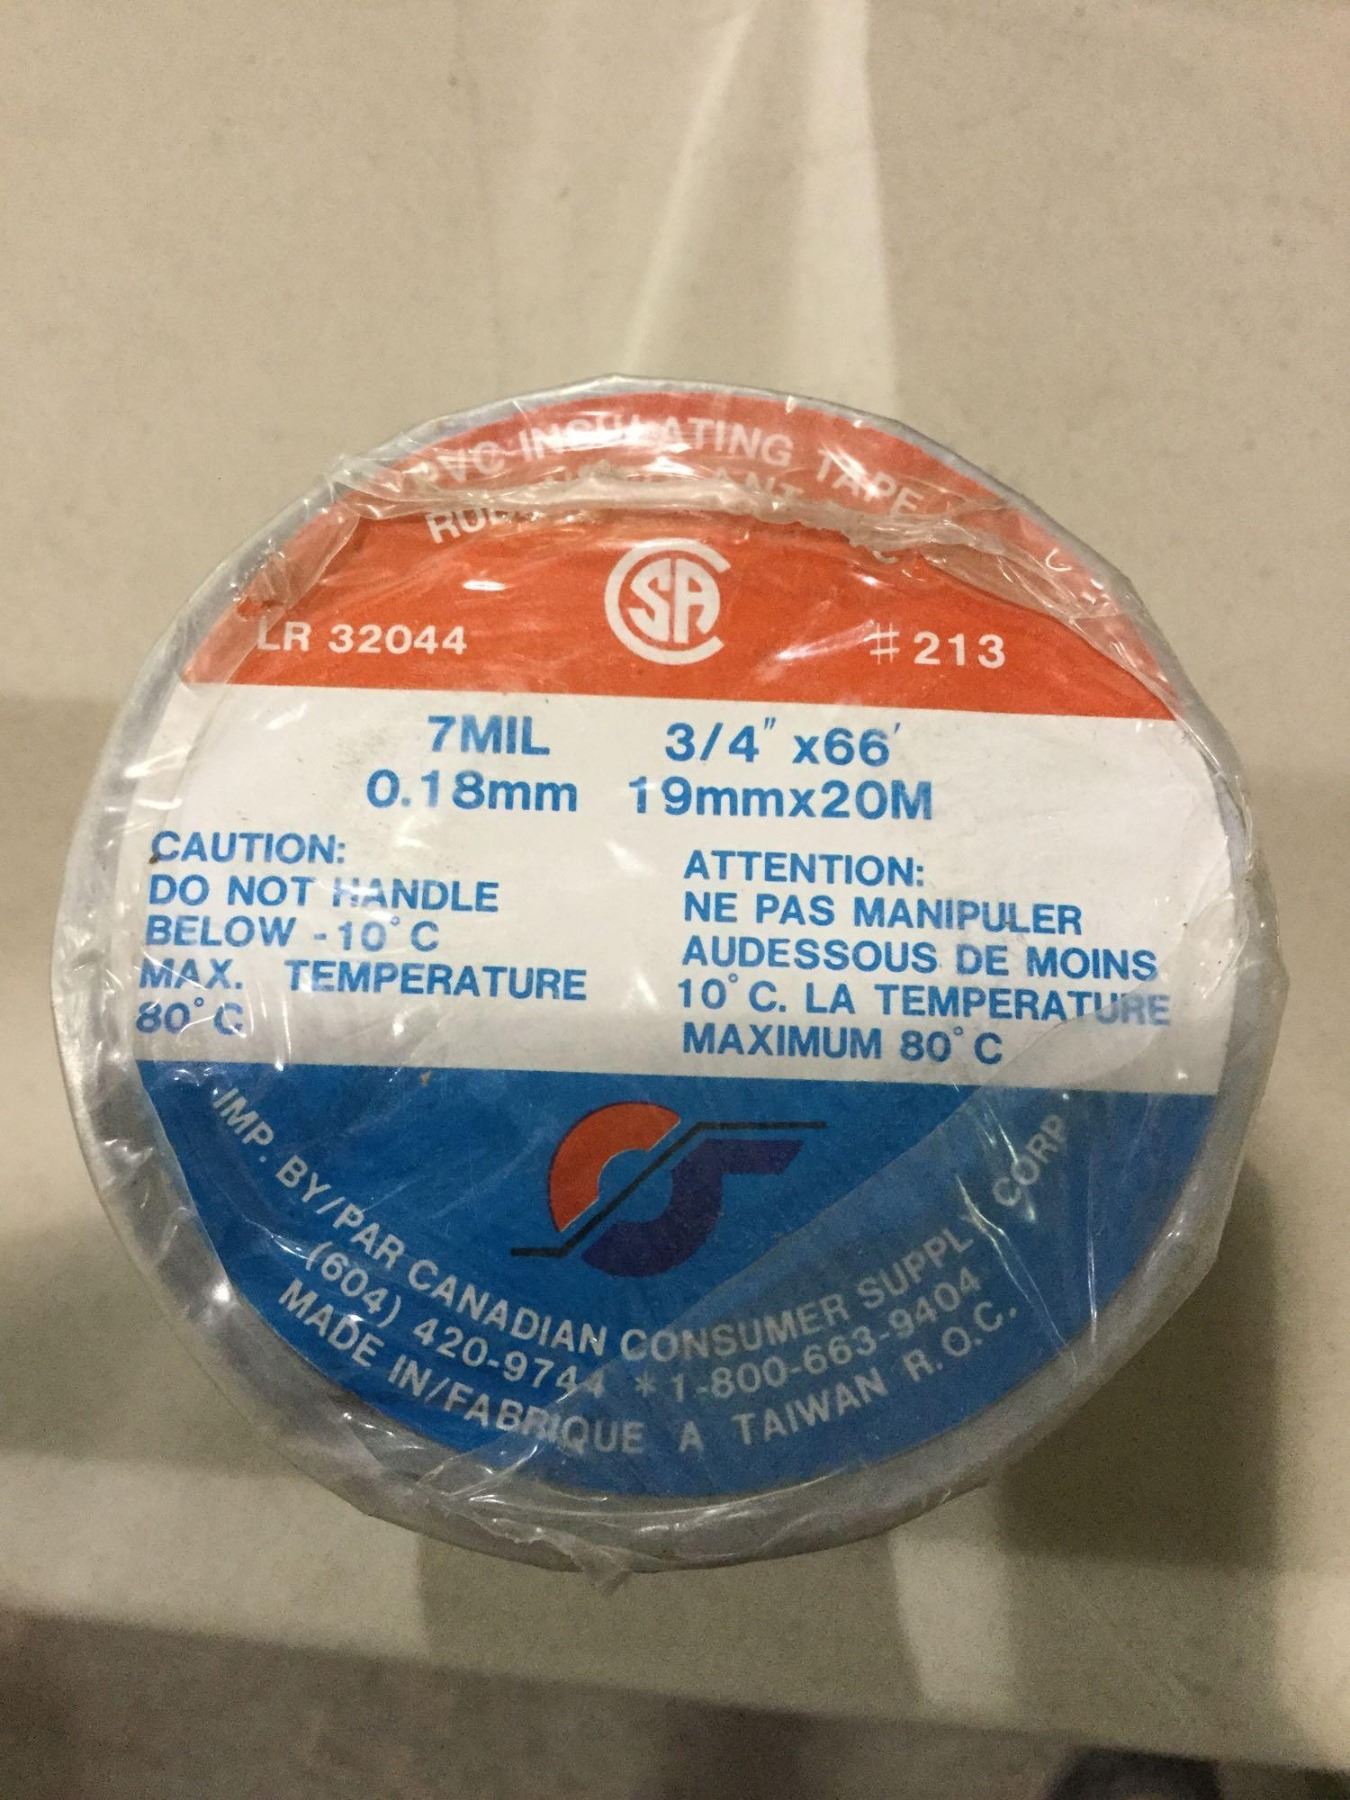 PVC INSULATING TAPE
CSA
LR 32044 #213
7MIL 3/4" x66'
0.18mm 19mmx20M
CAUTION:
DO NOT HANDLE
BELOW -10°C
MAX. TEMPERATURE
80°C
ATTENTION:
NE PAS MANIPULER
AUDESSOUS DE MOINS
10°C. LA TEMPERATURE
MAXIMUM 80°C
IMP. BY/PAR CANADIAN CONSUMER SUPPLY CORP
(604) 420-9744 * 1-800-663-9404
MADE IN/FABRIQUE A TAIWAN R.O.C.